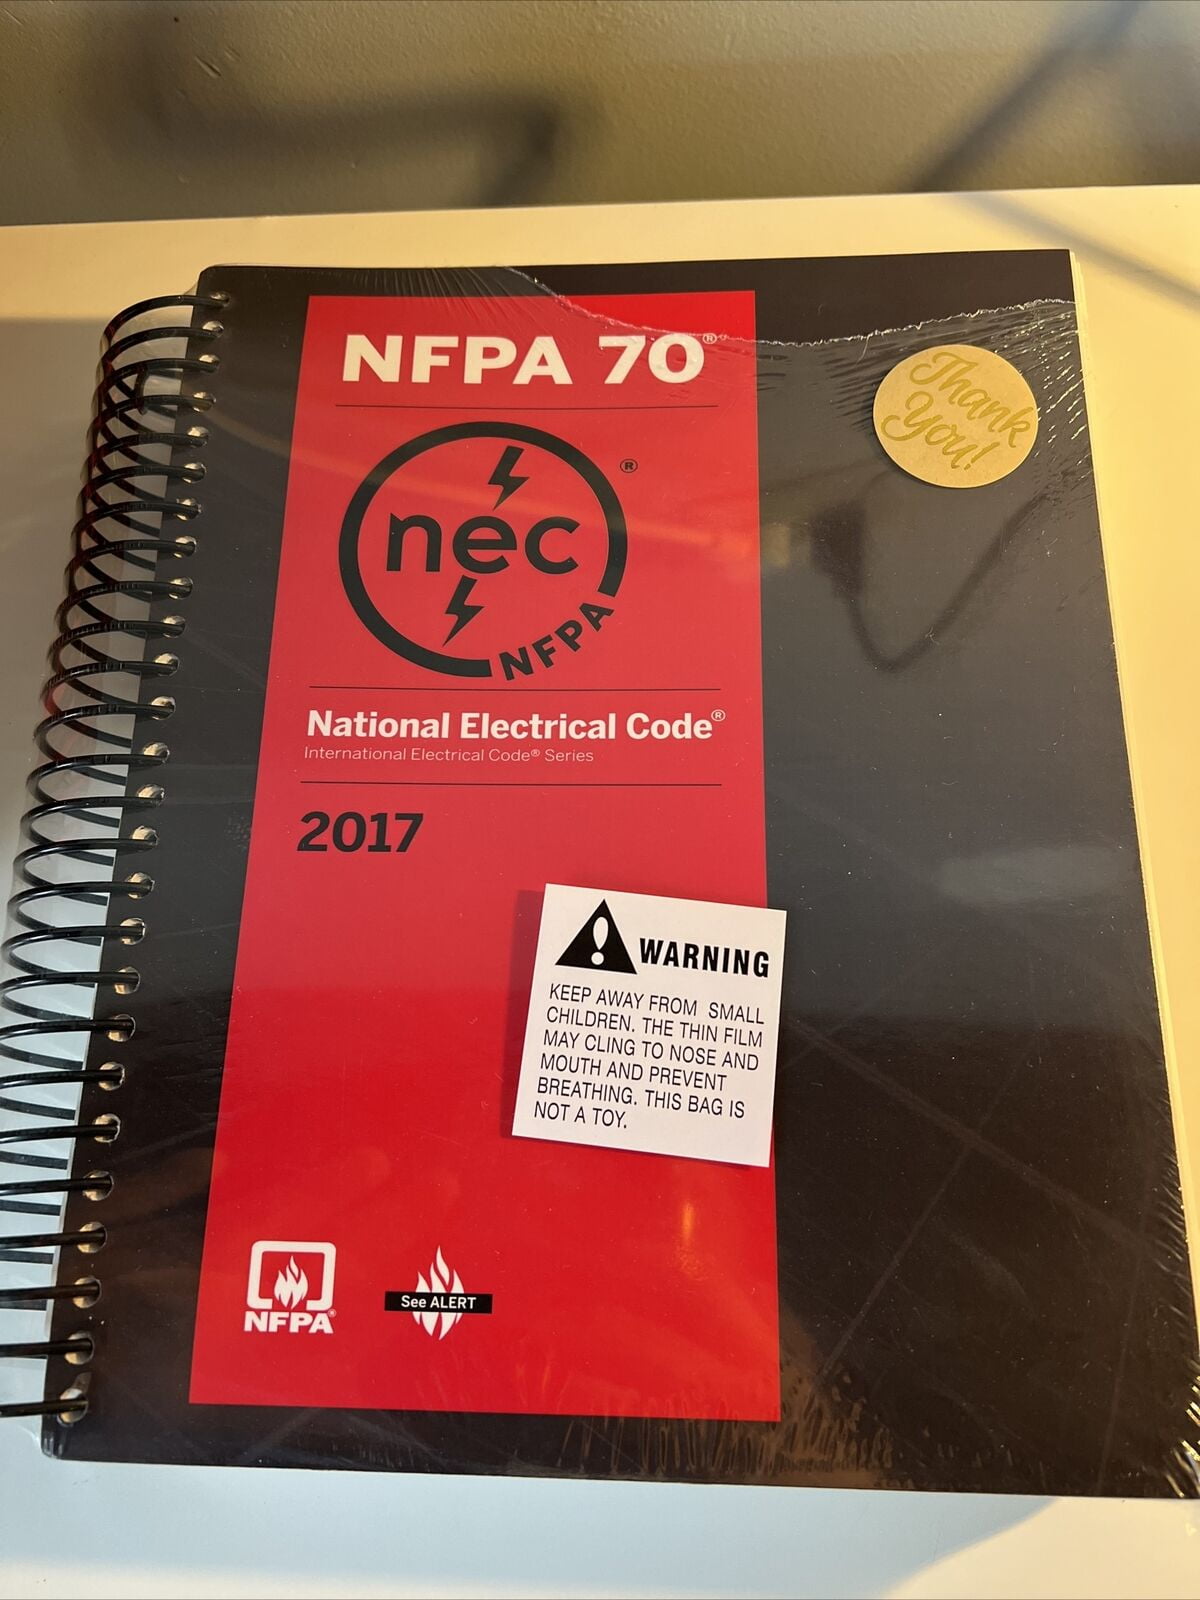 NFPA 70®
Thank
You!
nec®
NFPA
National Electrical Code®
International Electrical Code® Series
2017
WARNING
KEEP AWAY FROM SMALL
CHILDREN. THE THIN FILM
MAY CLING TO NOSE AND
MOUTH AND PREVENT
BREATHING. THIS BAG IS
NOT A TOY.
NFPA®
See ALERT